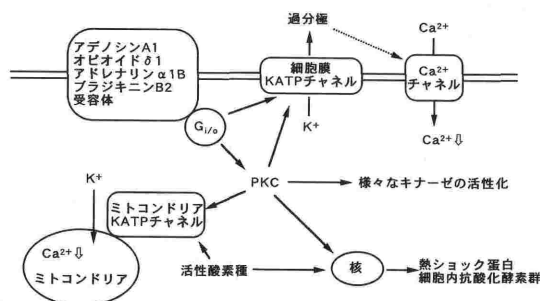 過分極
Ca²⁺
アデノシンA1
オピオイドδ1
アドレナリンα1B
ブラジキニンB2
受容体
細胞膜
KATPチャネル
Ca²⁺
チャネル
Gi/o
K⁺
Ca²⁺⇩
K⁺
PKC
様々なキナーゼの活性化
ミトコンドリア
KATPチャネル
Ca²⁺⇩
ミトコンドリア
活性酸素種
核
熱ショック蛋白
細胞内抗酸化酵素群